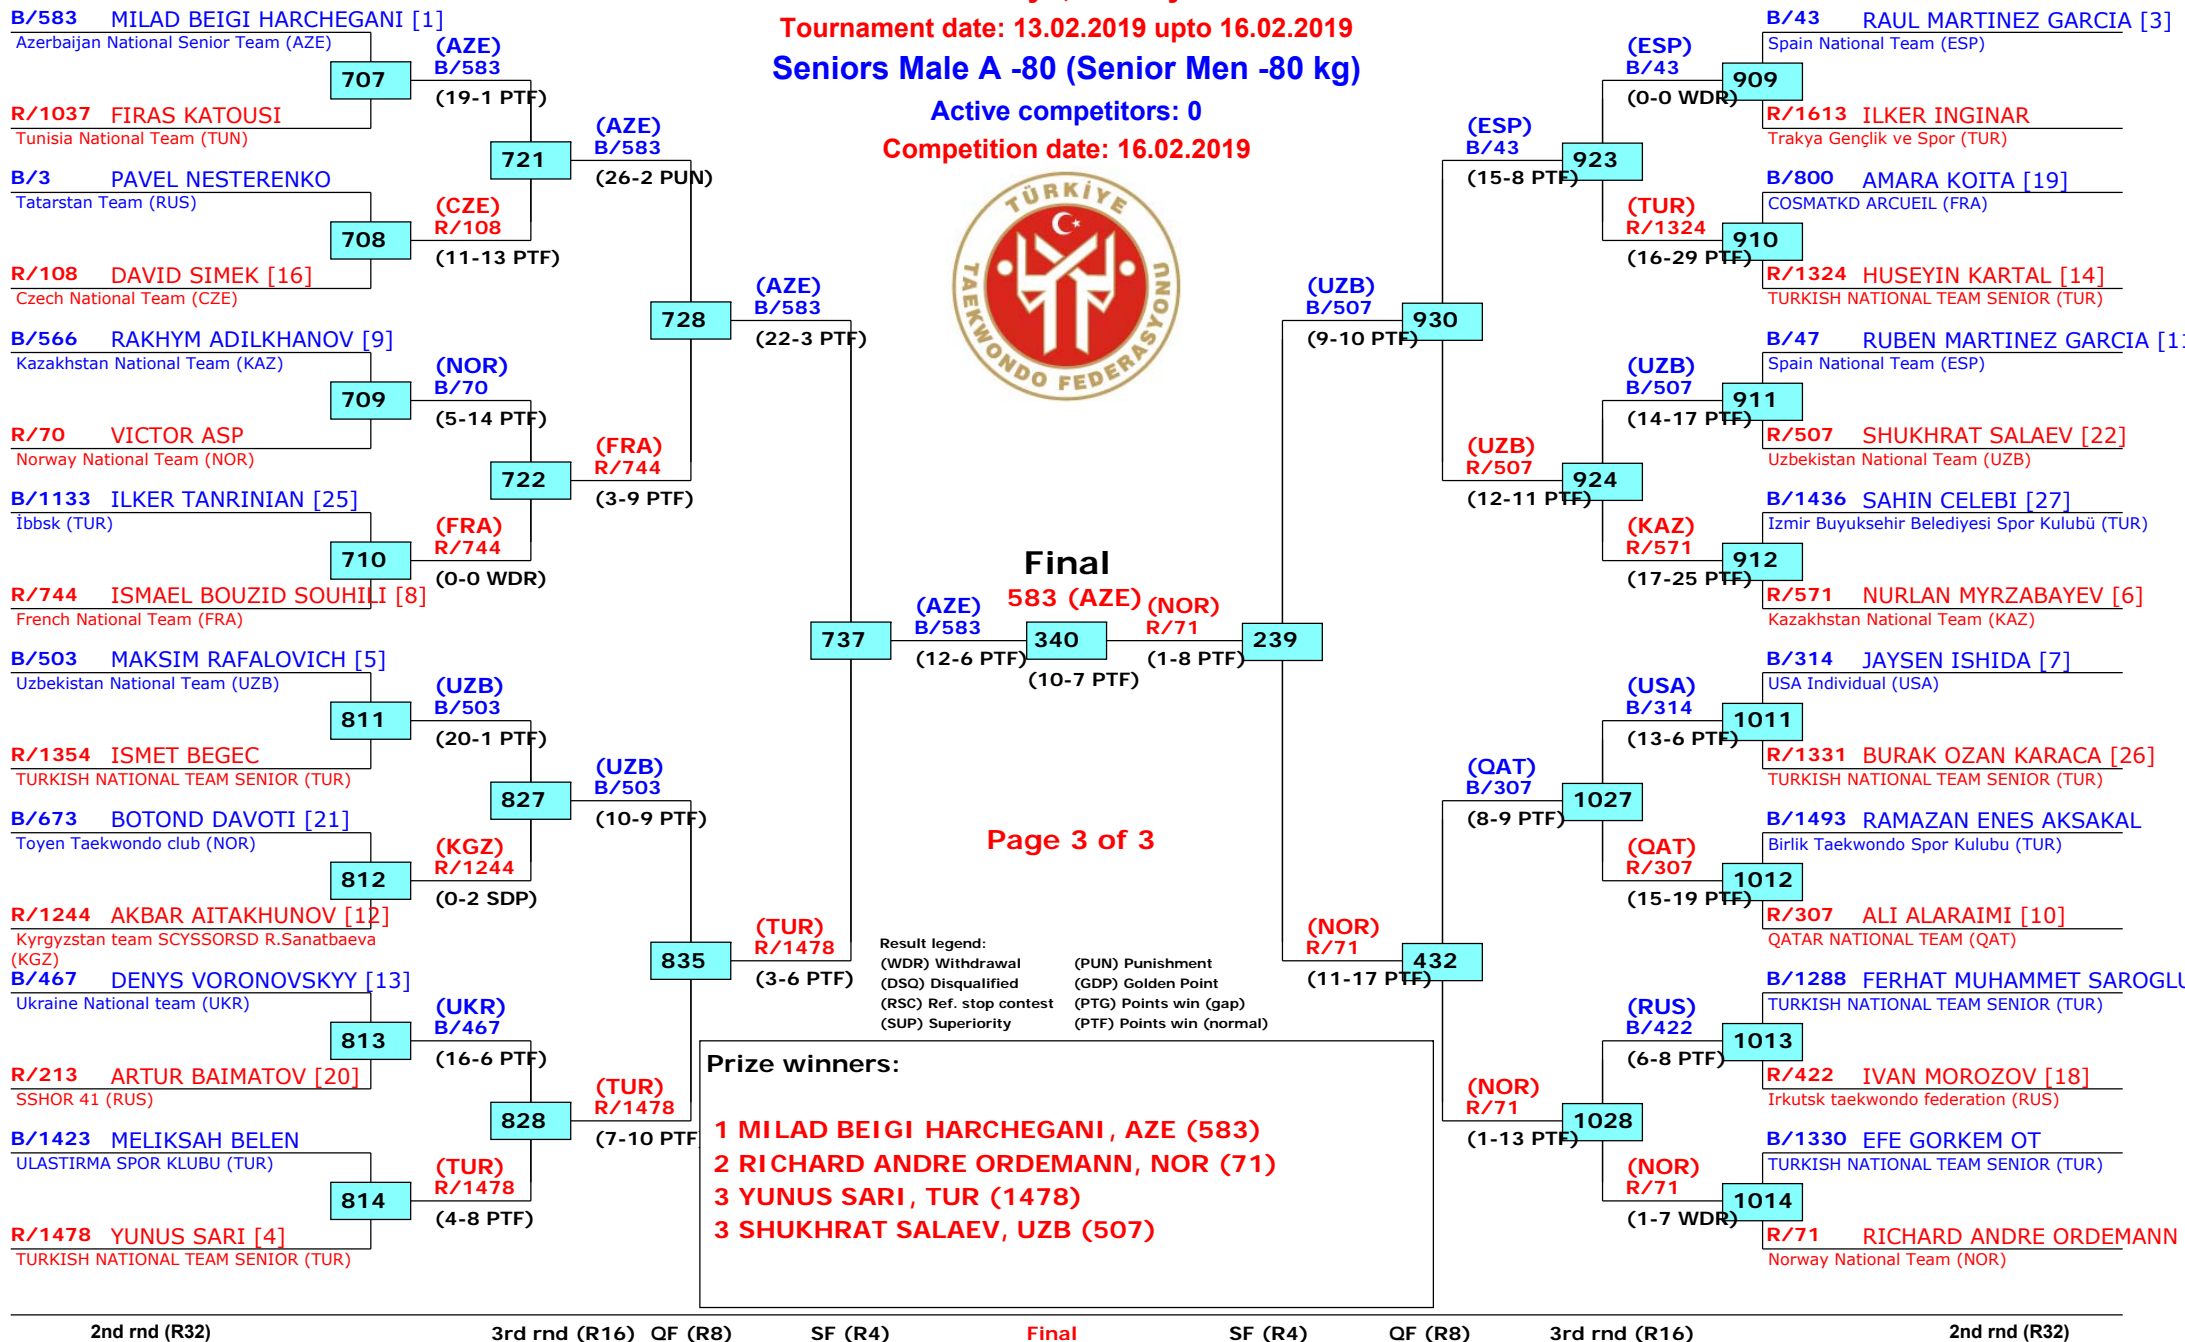 Tournament date: 13.02.2019 upto 16.02.2019
Seniors Male A -80 (Senior Men -80 kg)
Active competitors: 0
Competition date: 16.02.2019
TÜRKİYE
TAEKWONDO FEDERASYONU
B/583 MILAD BEIGI HARCHEGANI [1]
Azerbaijan National Senior Team (AZE)
707
R/1037 FIRAS KATOUSI
Tunisia National Team (TUN)
B/3 PAVEL NESTERENKO
Tatarstan Team (RUS)
708
R/108 DAVID SIMEK [16]
Czech National Team (CZE)
B/566 RAKHYM ADILKHANOV [9]
Kazakhstan National Team (KAZ)
709
R/70 VICTOR ASP
Norway National Team (NOR)
B/1133 ILKER TANRINIAN [25]
İbbsk (TUR)
710
R/744 ISMAEL BOUZID SOUHILI [8]
French National Team (FRA)
B/503 MAKSIM RAFALOVICH [5]
Uzbekistan National Team (UZB)
811
R/1354 ISMET BEGEC
TURKISH NATIONAL TEAM SENIOR (TUR)
B/673 BOTOND DAVOTI [21]
Toyen Taekwondo club (NOR)
812
R/1244 AKBAR AITAKHUNOV [12]
Kyrgyzstan team SCYSSORSD R.Sanatbaeva
(KGZ)
B/467 DENYS VORONOVSKYY [13]
Ukraine National team (UKR)
813
R/213 ARTUR BAIMATOV [20]
SSHOR 41 (RUS)
B/1423 MELIKSAH BELEN
ULASTIRMA SPOR KLUBU (TUR)
814
R/1478 YUNUS SARI [4]
TURKISH NATIONAL TEAM SENIOR (TUR)
(AZE)
B/583
(19-1 PTF)
721
(CZE)
R/108
(11-13 PTF)
(NOR)
B/70
(5-14 PTF)
722
(FRA)
R/744
(0-0 WDR)
(UZB)
B/503
(20-1 PTF)
827
(KGZ)
R/1244
(0-2 SDP)
(UKR)
B/467
(16-6 PTF)
828
(TUR)
R/1478
(4-8 PTF)
(AZE)
B/583
(26-2 PUN)
728
(FRA)
R/744
(3-9 PTF)
(UZB)
B/503
(10-9 PTF)
835
(TUR)
R/1478
(7-10 PTF)
(AZE)
B/583
(22-3 PTF)
737
(TUR)
R/1478
(3-6 PTF)
(AZE)
B/583
(12-6 PTF)
Final
583 (AZE)
340
(10-7 PTF)
(NOR)
R/71
(1-8 PTF)
239
(UZB)
B/507
(9-10 PTF)
930
(NOR)
R/71
(11-17 PTF)
432
(ESP)
B/43
(15-8 PTF)
923
(UZB)
R/507
(12-11 PTF)
924
(QAT)
B/307
(8-9 PTF)
1027
(NOR)
R/71
(1-13 PTF)
1028
(ESP)
B/43
(0-0 WDR)
909
(TUR)
R/1324
(16-29 PTF)
910
(UZB)
B/507
(14-17 PTF)
911
(KAZ)
R/571
(17-25 PTF)
912
(USA)
B/314
(13-6 PTF)
1011
(QAT)
R/307
(15-19 PTF)
1012
(RUS)
B/422
(6-8 PTF)
1013
(NOR)
R/71
(1-7 WDR)
1014
B/43 RAUL MARTINEZ GARCIA [3]
Spain National Team (ESP)
R/1613 ILKER INGINAR
Trakya Gençlik ve Spor (TUR)
B/800 AMARA KOITA [19]
COSMATKD ARCUEIL (FRA)
R/1324 HUSEYIN KARTAL [14]
TURKISH NATIONAL TEAM SENIOR (TUR)
B/47 RUBEN MARTINEZ GARCIA [11
Spain National Team (ESP)
R/507 SHUKHRAT SALAEV [22]
Uzbekistan National Team (UZB)
B/1436 SAHIN CELEBI [27]
Izmir Buyuksehir Belediyesi Spor Kulubü (TUR)
R/571 NURLAN MYRZABAYEV [6]
Kazakhstan National Team (KAZ)
B/314 JAYSEN ISHIDA [7]
USA Individual (USA)
R/1331 BURAK OZAN KARACA [26]
TURKISH NATIONAL TEAM SENIOR (TUR)
B/1493 RAMAZAN ENES AKSAKAL
Birlik Taekwondo Spor Kulubu (TUR)
R/307 ALI ALARAIMI [10]
QATAR NATIONAL TEAM (QAT)
B/1288 FERHAT MUHAMMET SAROGLU
TURKISH NATIONAL TEAM SENIOR (TUR)
R/422 IVAN MOROZOV [18]
Irkutsk taekwondo federation (RUS)
B/1330 EFE GORKEM OT
TURKISH NATIONAL TEAM SENIOR (TUR)
R/71 RICHARD ANDRE ORDEMANN
Norway National Team (NOR)
Page 3 of 3
Result legend:
(WDR) Withdrawal (PUN) Punishment
(DSQ) Disqualified (GDP) Golden Point
(RSC) Ref. stop contest (PTG) Points win (gap)
(SUP) Superiority (PTF) Points win (normal)
Prize winners:
1 MILAD BEIGI HARCHEGANI, AZE (583)
2 RICHARD ANDRE ORDEMANN, NOR (71)
3 YUNUS SARI, TUR (1478)
3 SHUKHRAT SALAEV, UZB (507)
2nd rnd (R32) 3rd rnd (R16) QF (R8) SF (R4) Final SF (R4) QF (R8) 3rd rnd (R16) 2nd rnd (R32)